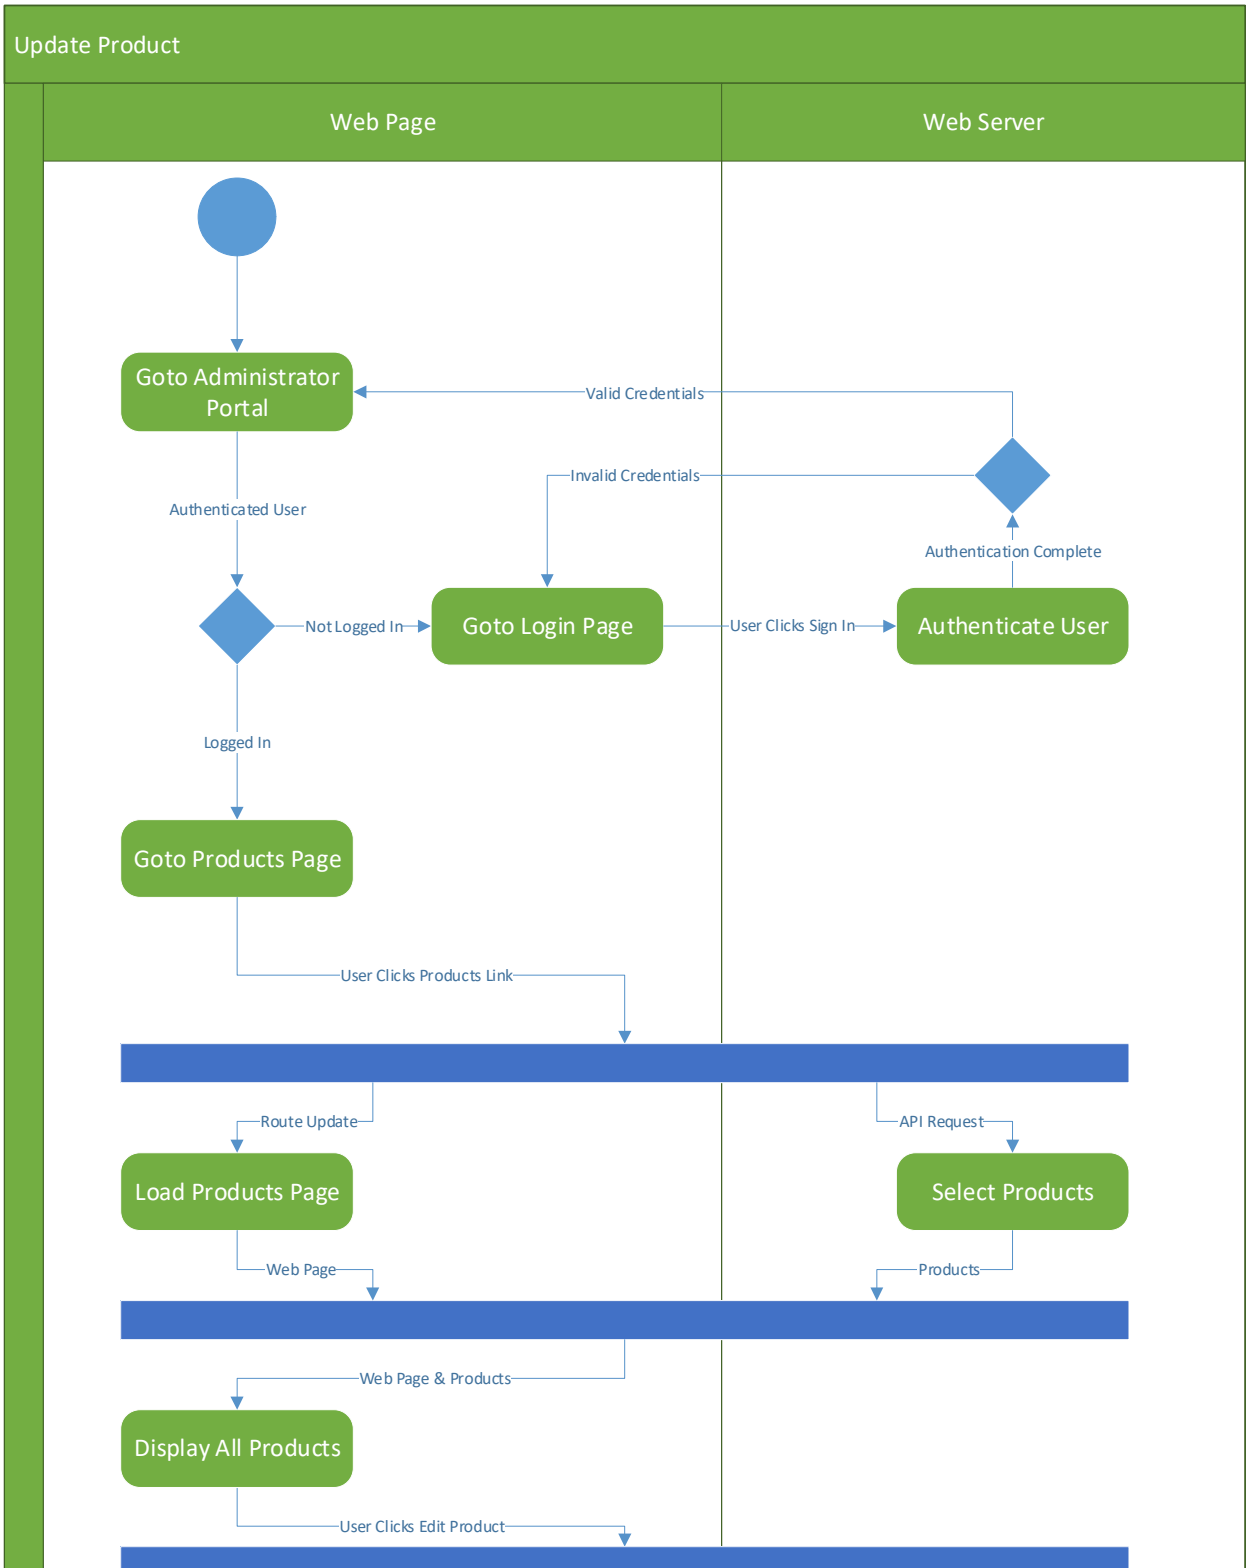 Update Product
Web Page
Web Server
Goto Administrator
Portal
Valid Credentials
Invalid Credentials
Authenticated User
Authentication Complete
Not Logged In
Goto Login Page
User Clicks Sign In
Authenticate User
Logged In
Goto Products Page
User Clicks Products Link
Route Update
API Request
Load Products Page
Select Products
Web Page
Products
Web Page & Products
Display All Products
User Clicks Edit Product